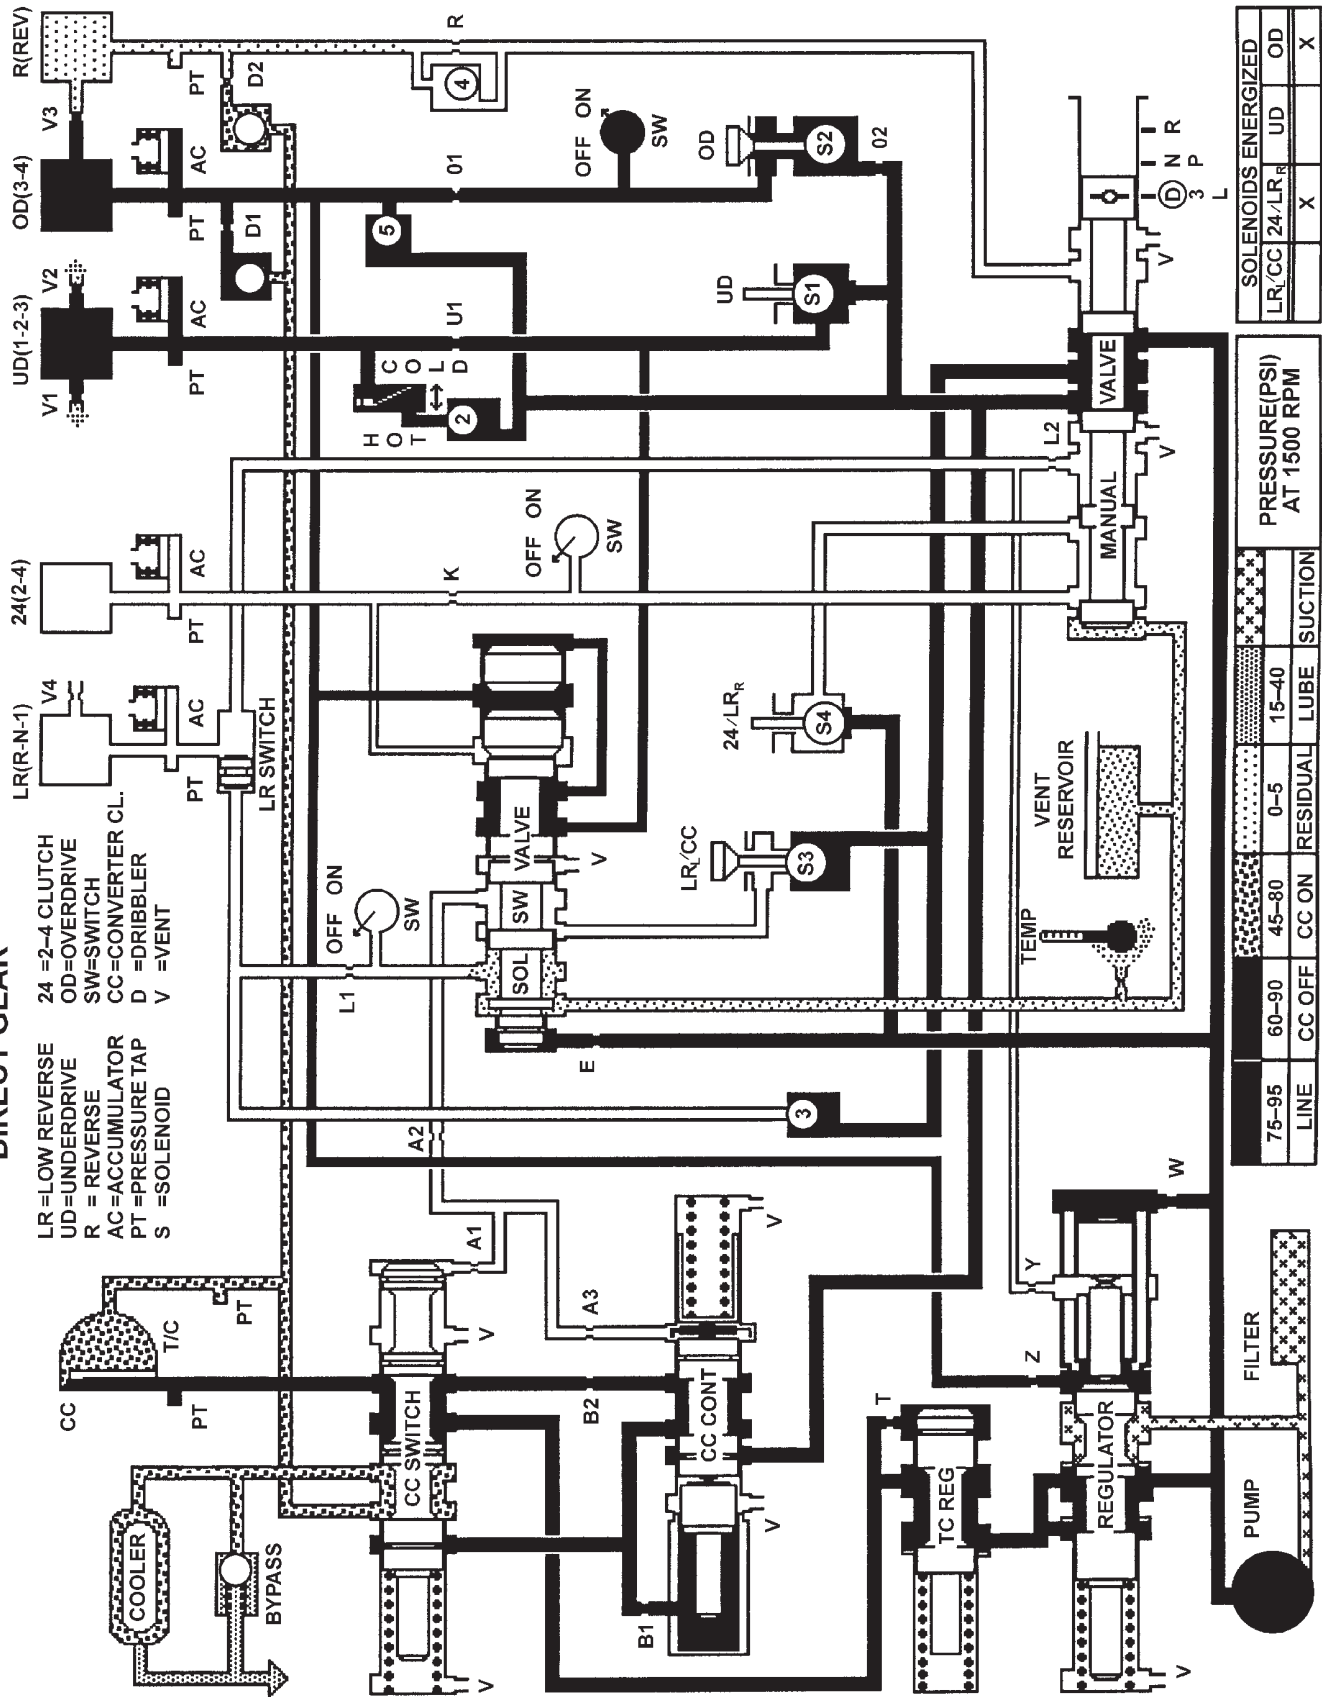 DIRECT GEAR
LR =LOW REVERSE
UD=UNDERDRIVE
R = REVERSE
AC=ACCUMULATOR
PT =PRESSURE TAP
S =SOLENOID
24 =2–4 CLUTCH
OD=OVERDRIVE
SW=SWITCH
CC=CONVERTER CL.
D =DRIBBLER
V =VENT
LR(R-N-1)
24(2-4)
UD(1-2-3)
OD(3-4)
R(REV)
V4
V1
V2
V3
PT
AC
PT
AC
PT
AC
PT
AC
PT
D1
D2
LR SWITCH
COOLER
BYPASS
CC
T/C
PT
PT
HOT
COLD
2
5
4
L1
OFF ON
SW
K
OFF ON
SW
U1
01
R
OFF ON
SW
CC SWITCH
V
V
A1
A2
A3
B2
B1
E
3
SOL
SW
VALVE
V
LR_L/CC
S3
24/LR_R
S4
UD
S1
OD
S2
02
CC CONT
V
V
T
TC REG
Z
Y
W
REGULATOR
V
TEMP
VENT
RESERVOIR
L2
MANUAL
VALVE
V
V
D N R
3 P
L
PUMP
FILTER
75–95
LINE
60–90
CC OFF
45–80
CC ON
0–5
RESIDUAL
15–40
LUBE
SUCTION
PRESSURE(PSI)
AT 1500 RPM
SOLENOIDS ENERGIZED
LR_L/CC 24/LR_R UD OD
X X